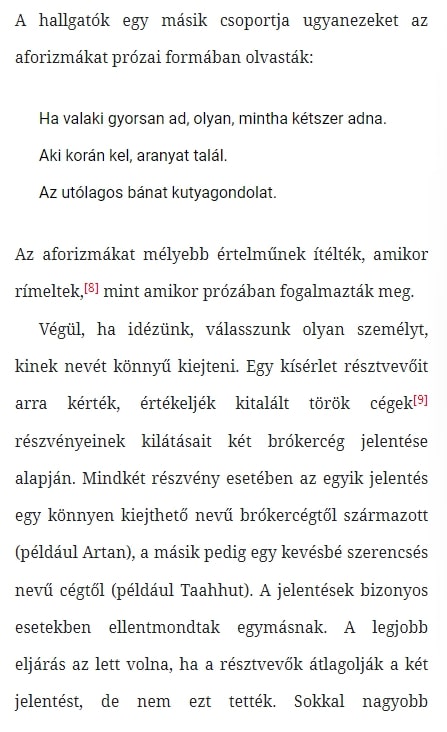 A hallgatók egy másik csoportja ugyanezeket az
aforizmákat prózai formában olvasták:
Ha valaki gyorsan ad, olyan, mintha kétszer adna.
Aki korán kel, aranyat talál.
Az utólagos bánat kutyagondolat.
Az aforizmákat mélyebb értelműnek ítélték, amikor
rímeltek,[8] mint amikor prózában fogalmazták meg.
Végül, ha idézünk, válasszunk olyan személyt,
kinek nevét könnyű kiejteni. Egy kísérlet résztvevőit
arra kérték, értékeljék kitalált török cégek[9]
részvényeinek kilátásait két brókercég jelentése
alapján. Mindkét részvény esetében az egyik jelentés
egy könnyen kiejthető nevű brókercégtől származott
(például Artan), a másik pedig egy kevésbé szerencsés
nevű cégtől (például Taahhut). A jelentések bizonyos
esetekben ellentmondtak egymásnak. A legjobb
eljárás az lett volna, ha a résztvevők átlagolják a két
jelentést, de nem ezt tették. Sokkal nagyobb